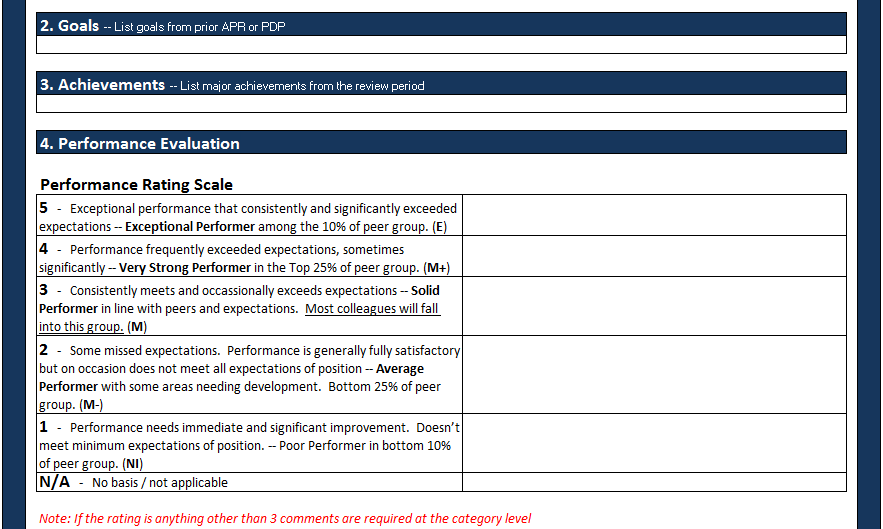 2. Goals -- List goals from prior APR or PDP
3. Achievements -- List major achievements from the review period
4. Performance Evaluation
Performance Rating Scale
5 - Exceptional performance that consistently and significantly exceeded
expectations -- Exceptional Performer among the 10% of peer group. (E)
4 - Performance frequently exceeded expectations, sometimes
significantly -- Very Strong Performer in the Top 25% of peer group. (M+)
3 - Consistently meets and occassionally exceeds expectations -- Solid
Performer in line with peers and expectations. Most colleagues will fall
into this group. (M)
2 - Some missed expectations. Performance is generally fully satisfactory
but on occasion does not meet all expectations of position -- Average
Performer with some areas needing development. Bottom 25% of peer
group. (M-)
1 - Performance needs immediate and significant improvement. Doesn't
meet minimum expectations of position. -- Poor Performer in bottom 10%
of peer group. (NI)
N/A - No basis / not applicable
Note: If the rating is anything other than 3 comments are required at the category level